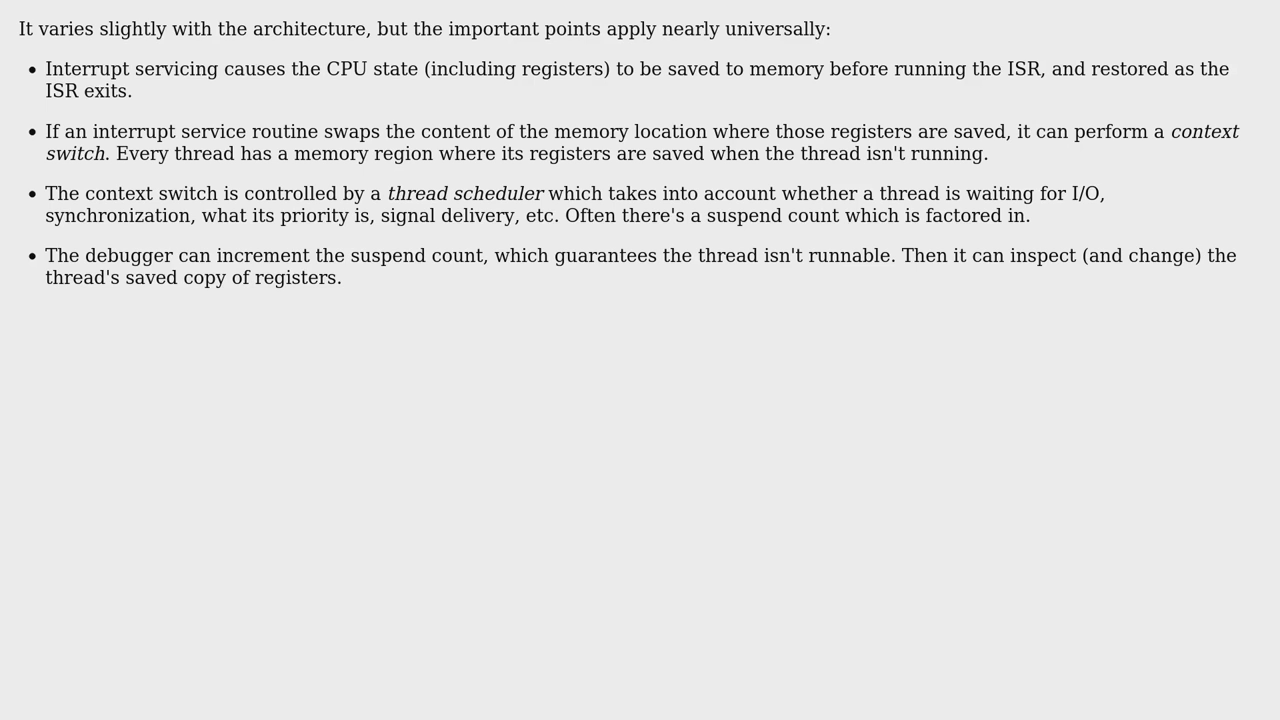 It varies slightly with the architecture, but the important points apply nearly universally:
• Interrupt servicing causes the CPU state (including registers) to be saved to memory before running the ISR, and restored as the
ISR exits.
• If an interrupt service routine swaps the content of the memory location where those registers are saved, it can perform a context
switch. Every thread has a memory region where its registers are saved when the thread isn't running.
• The context switch is controlled by a thread scheduler which takes into account whether a thread is waiting for I/O,
synchronization, what its priority is, signal delivery, etc. Often there's a suspend count which is factored in.
• The debugger can increment the suspend count, which guarantees the thread isn't runnable. Then it can inspect (and change) the
thread's saved copy of registers.